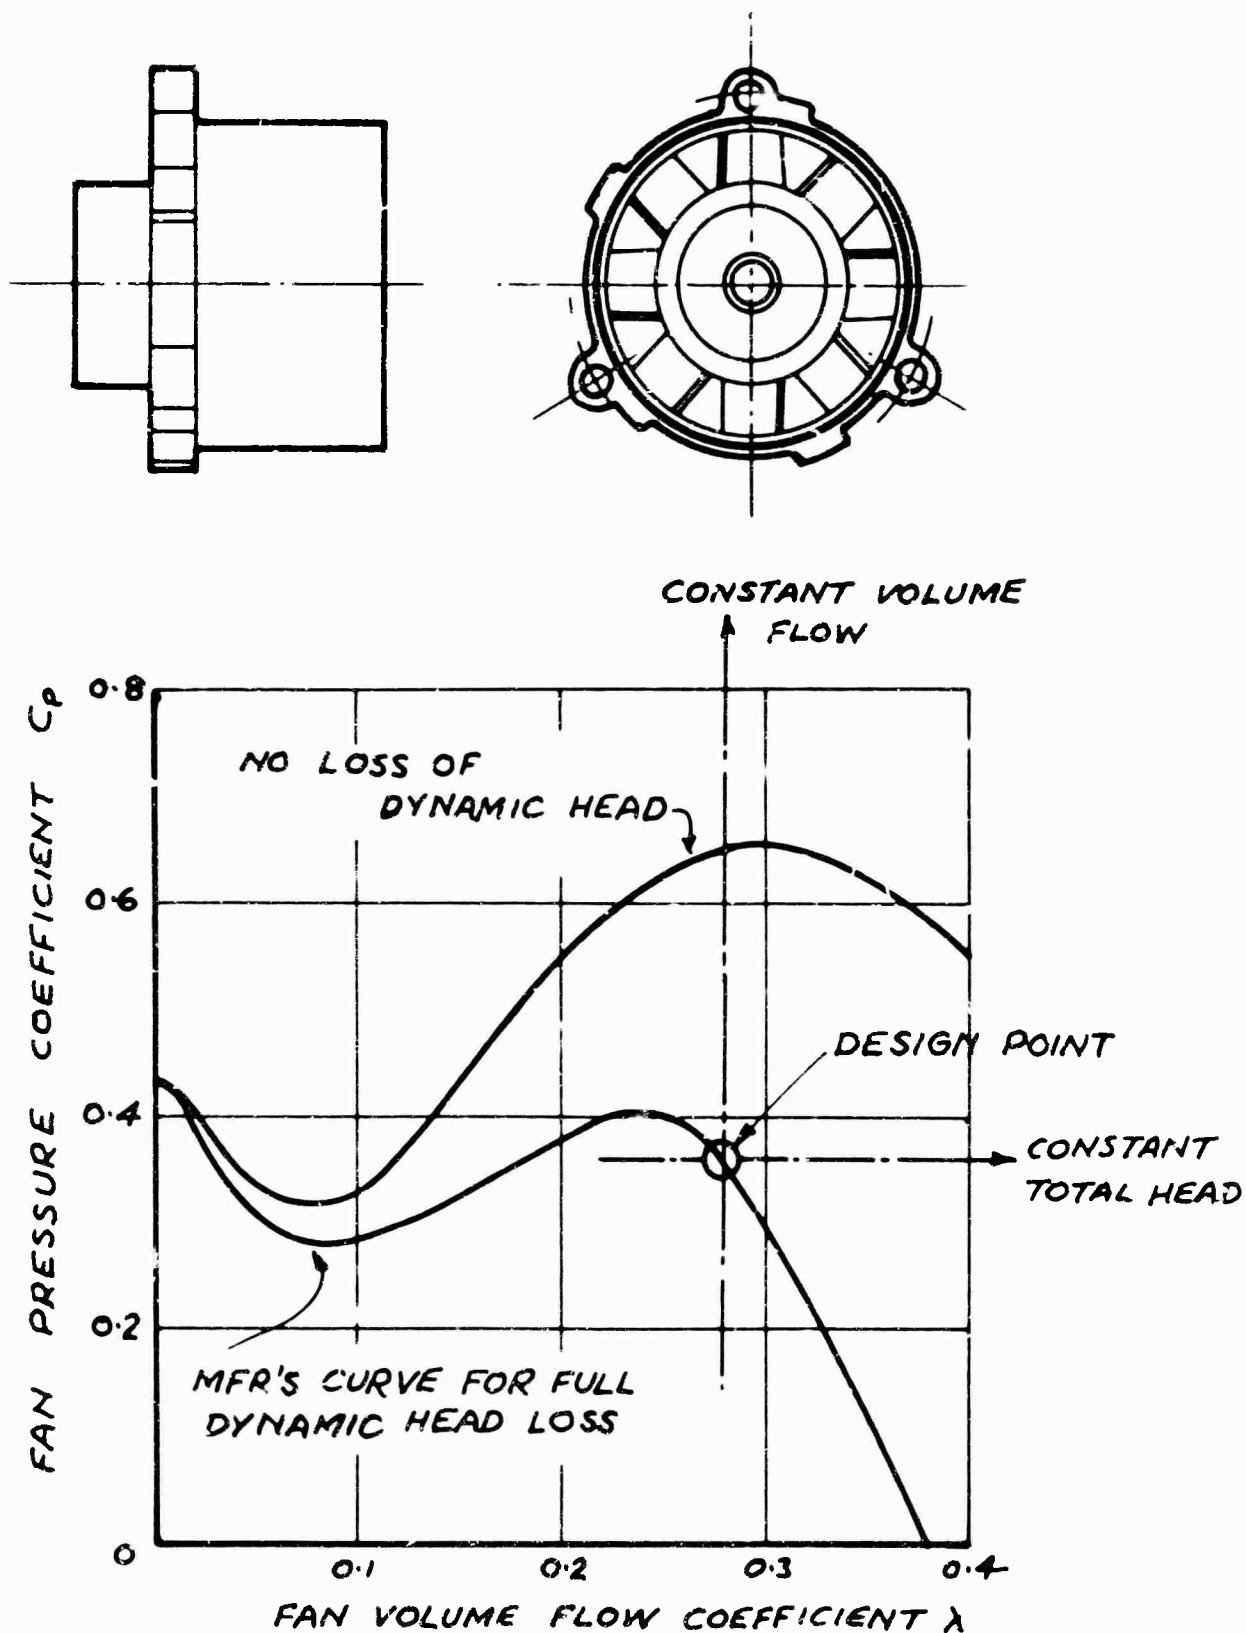 CONSTANT VOLUME
FLOW
FAN PRESSURE COEFFICIENT Cp
0.8
0.6
0.4
0.2
0
NO LOSS OF
DYNAMIC HEAD
DESIGN POINT
CONSTANT
TOTAL HEAD
MFR'S CURVE FOR FULL
DYNAMIC HEAD LOSS
0.1 0.2 0.3 0.4
FAN VOLUME FLOW COEFFICIENT λ